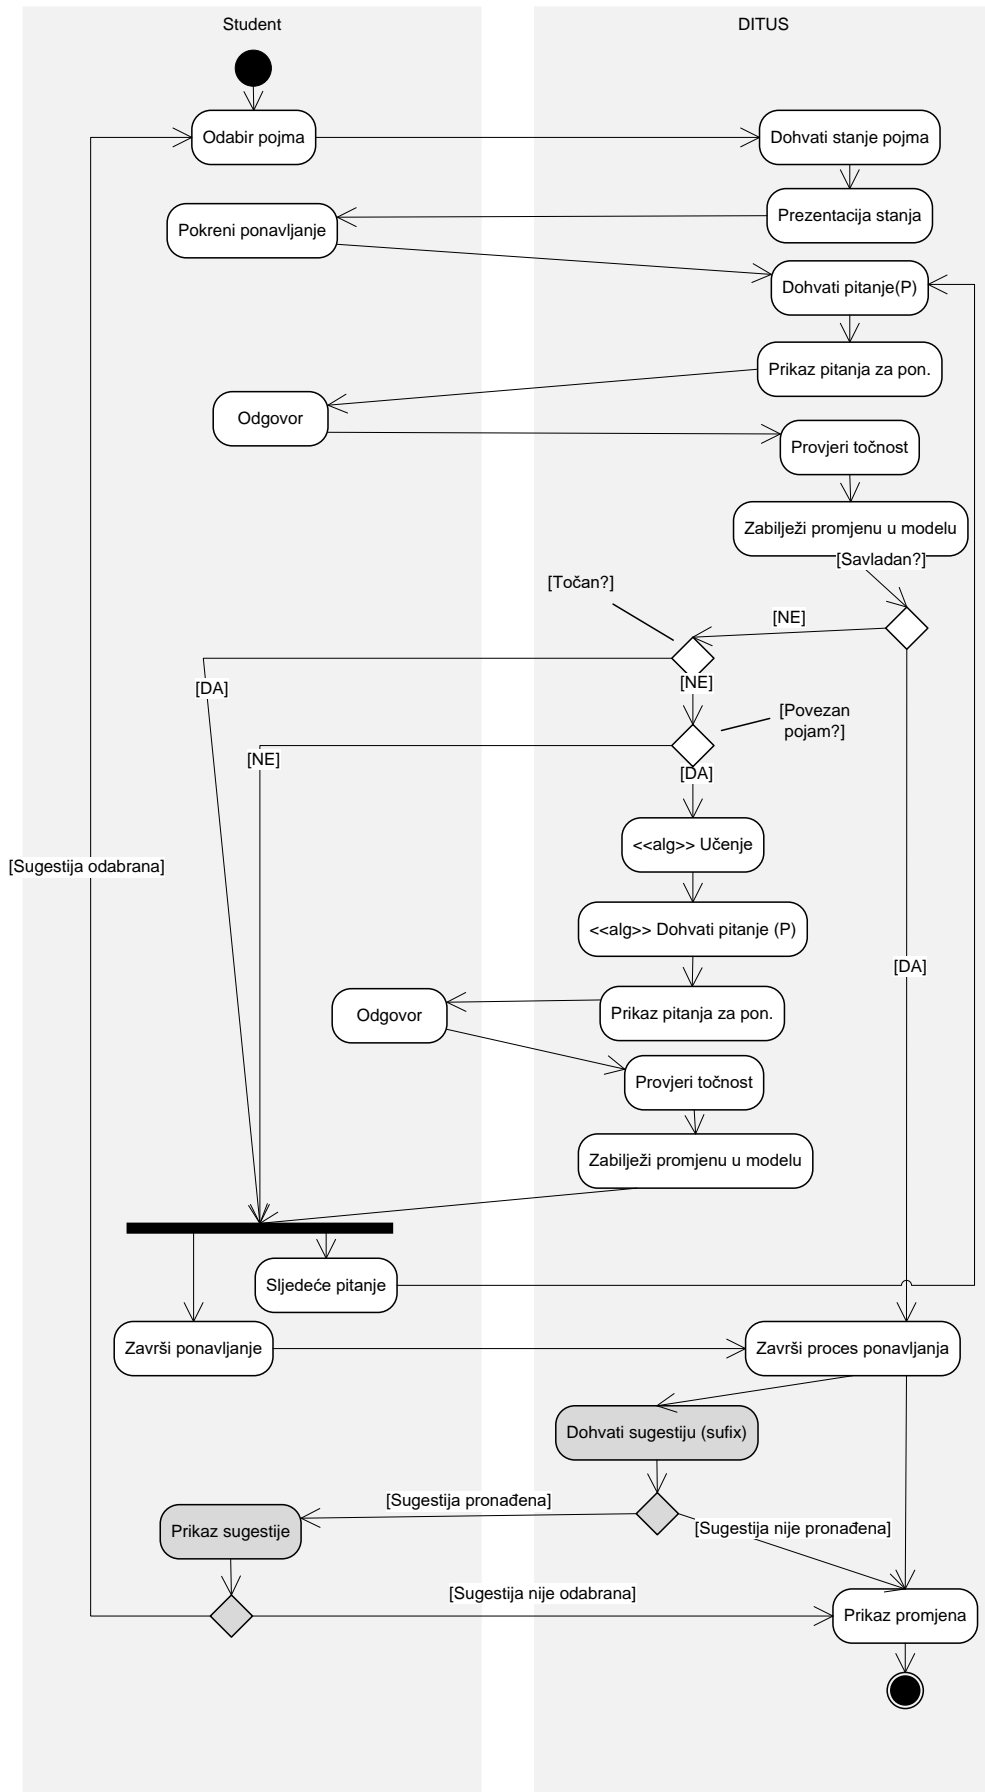 Student
DITUS
Odabir pojma
Dohvati stanje pojma
Prezentacija stanja
Pokreni ponavljanje
Dohvati pitanje(P)
Prikaz pitanja za pon.
Odgovor
Provjeri točnost
Zabilježi promjenu u modelu
[Savladan?]
[Točan?]
[NE]
[NE]
[DA]
[Povezan
pojam?]
[NE]
[DA]
<<alg>> Učenje
[Sugestija odabrana]
<<alg>> Dohvati pitanje (P)
[DA]
Prikaz pitanja za pon.
Odgovor
Provjeri točnost
Zabilježi promjenu u modelu
Sljedeće pitanje
Završi ponavljanje
Završi proces ponavljanja
Dohvati sugestiju (sufix)
[Sugestija pronađena]
[Sugestija nije pronađena]
Prikaz sugestije
[Sugestija nije odabrana]
Prikaz promjena